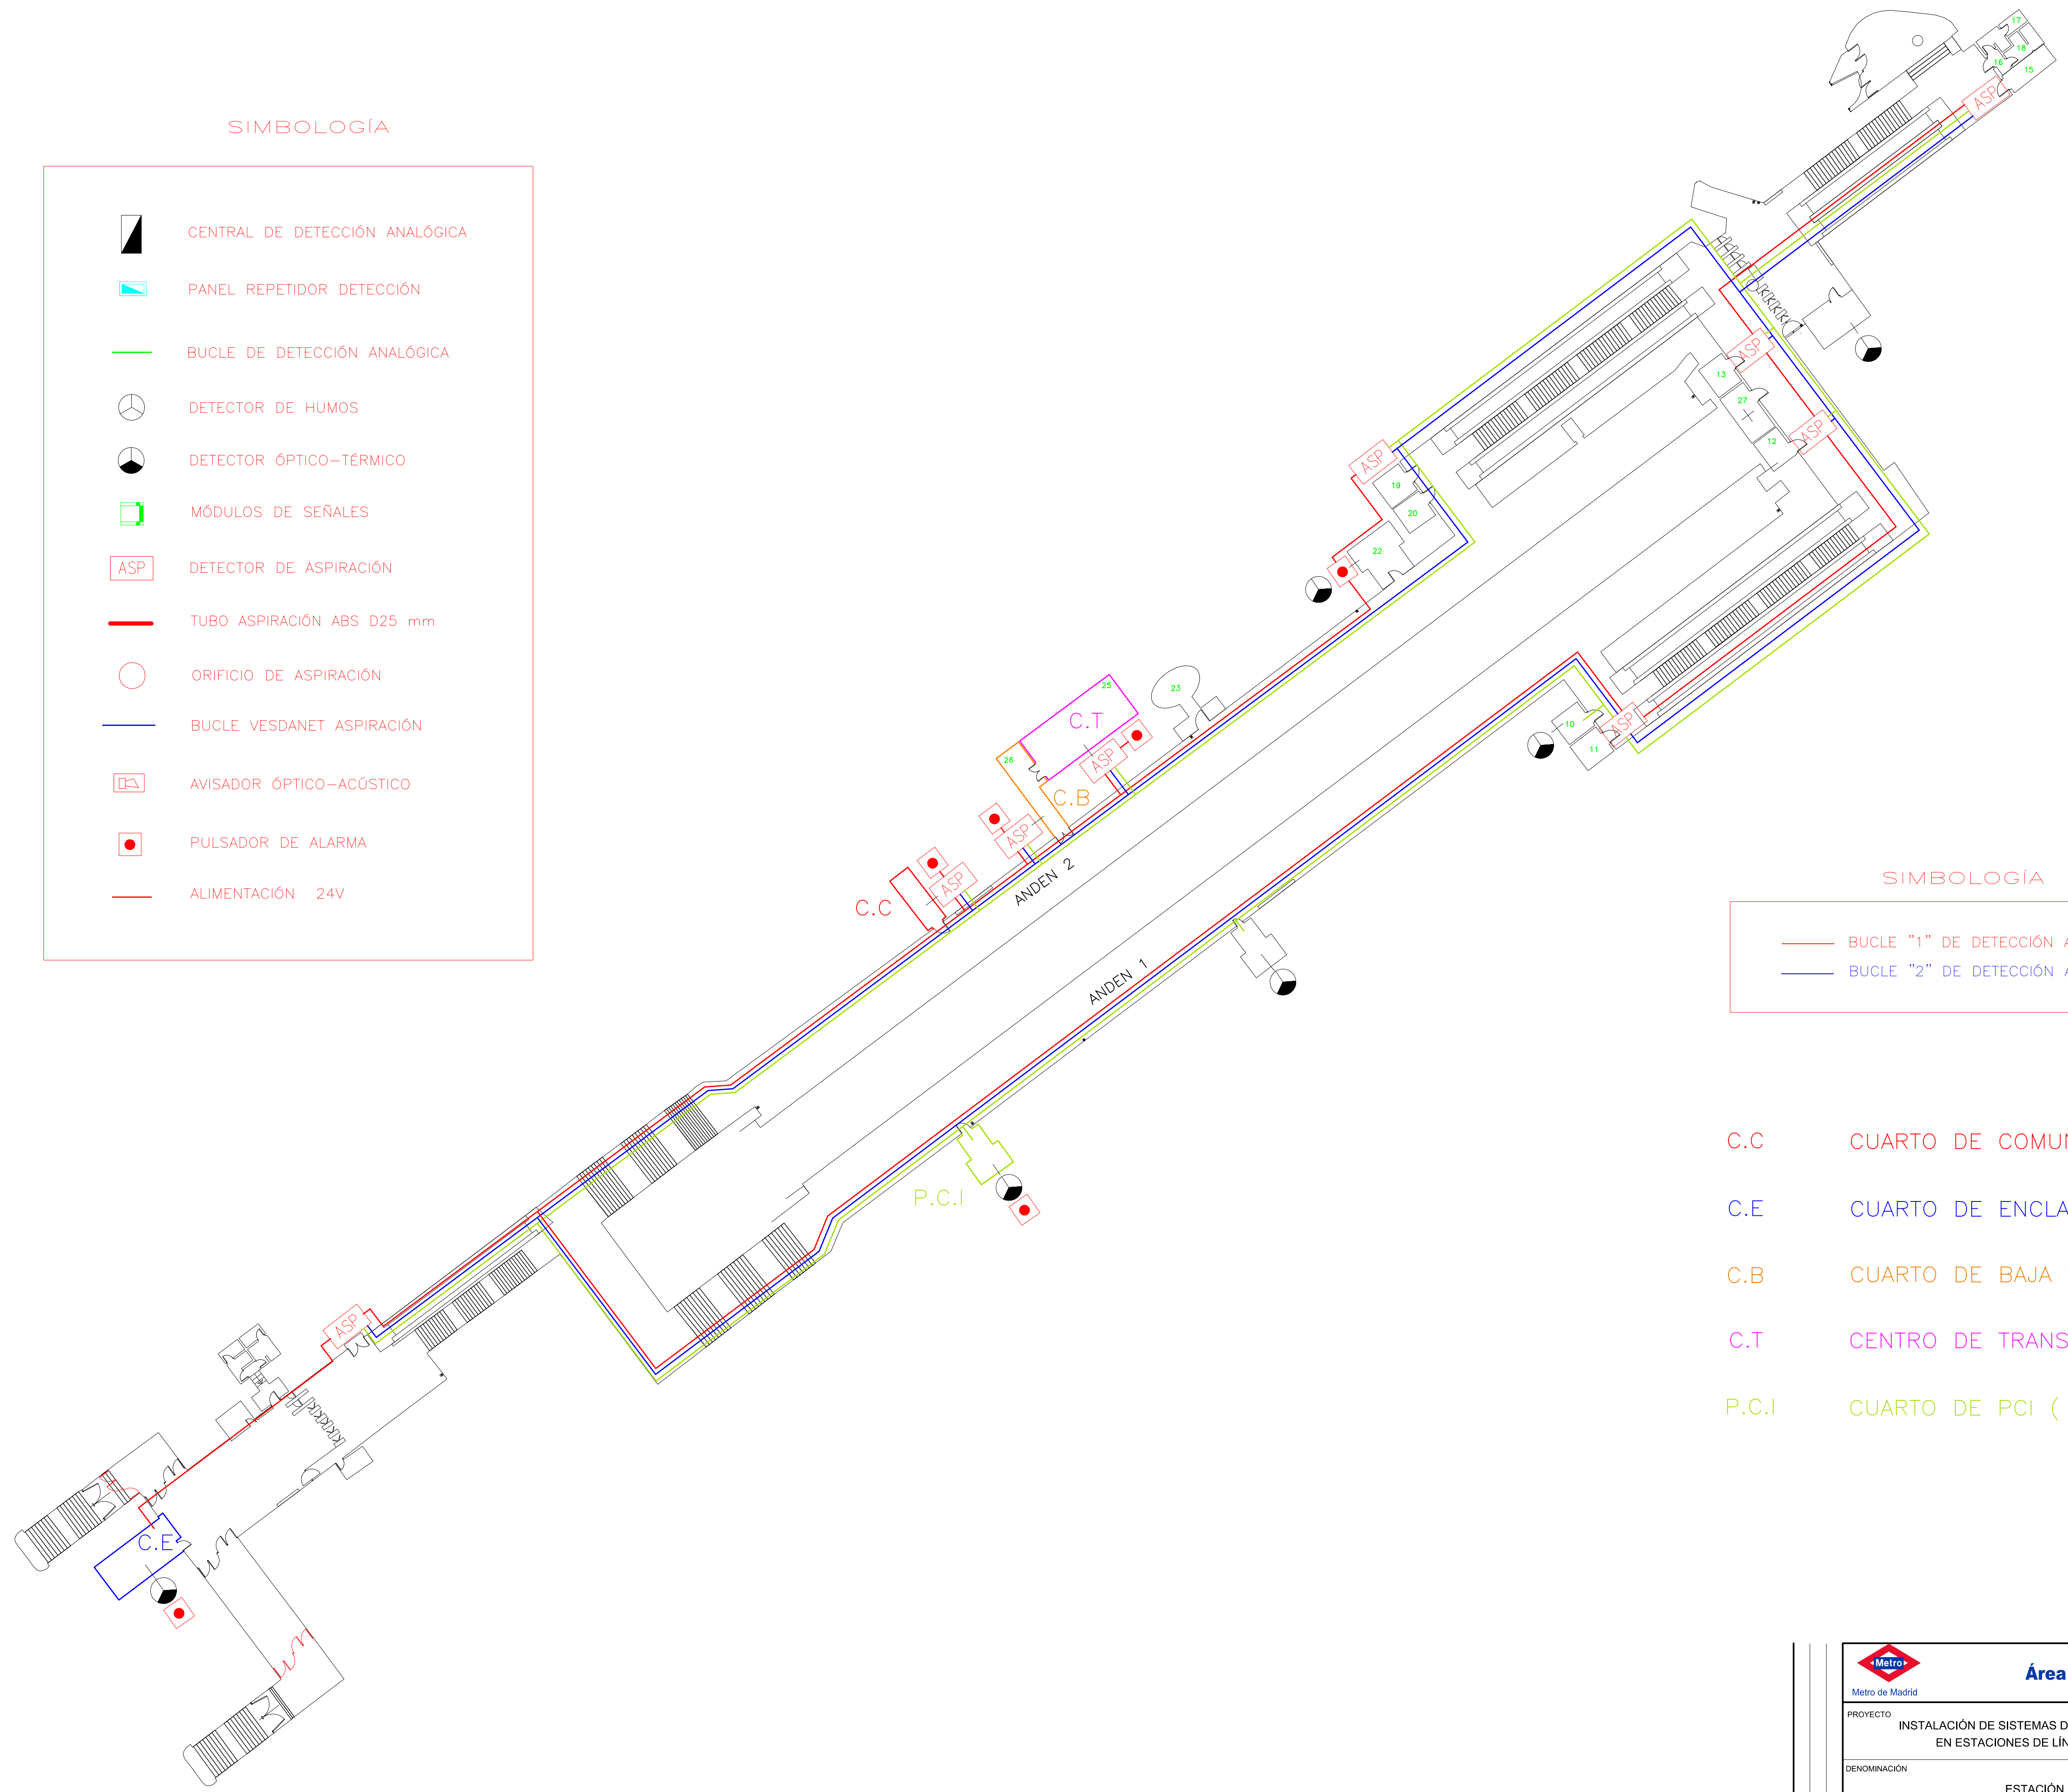 SIMBOLOGÍA
CENTRAL DE DETECCIÓN ANALÓGICA
PANEL REPETIDOR DETECCIÓN
BUCLE DE DETECCIÓN ANALÓGICA
DETECTOR DE HUMOS
DETECTOR ÓPTICO-TÉRMICO
MÓDULOS DE SEÑALES
ASP DETECTOR DE ASPIRACIÓN
TUBO ASPIRACIÓN ABS D25 mm
ORIFICIO DE ASPIRACIÓN
BUCLE VESDANET ASPIRACIÓN
AVISADOR ÓPTICO-ACÚSTICO
PULSADOR DE ALARMA
ALIMENTACIÓN 24V
17
18
16
15
ASP
ASP
13
27
ASP
12
ASP
19
20
22
25
23
C.T
ASP
26
C.B
ASP
ASP
C.C
ANDEN 2
10
ASP
11
ANDEN 1
P.C.I
ASP
C.E
SIMBOLOGÍA
BUCLE "1" DE DETECCIÓN
BUCLE "2" DE DETECCIÓN
C.C CUARTO DE
C.E CUARTO DE
C.B CUARTO DE BAJA
C.T CENTRO DE
P.C.I CUARTO DE PCI (
Metro
Metro de Madrid
Área
PROYECTO
INSTALACIÓN DE SISTEMAS
EN ESTACIONES DE
DENOMINACIÓN
ESTACIÓN